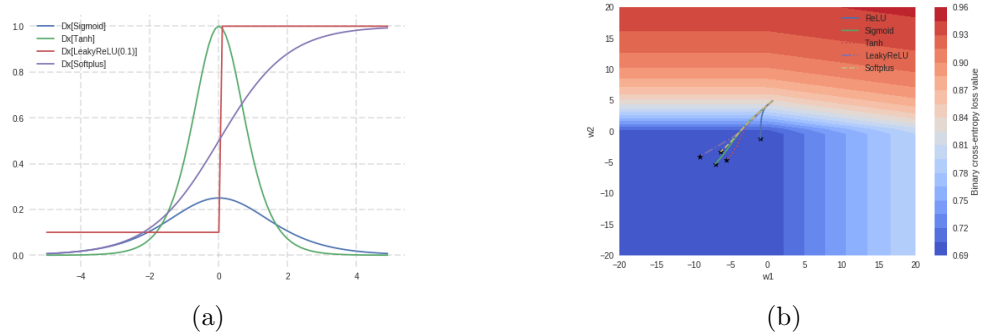 Dx[Sigmoid]
Dx[Tanh]
Dx[LeakyReLU(0.1)]
Dx[Softplus]
1.0
0.8
0.6
0.4
0.2
0.0
−4
−2
0
2
4
(a)
ReLU
Sigmoid
Tanh
LeakyReLU
Softplus
w2
20
15
10
5
0
−5
−10
−15
−20
−20
−15
−10
−5
0
5
10
15
20
w1
0.96
0.93
0.90
0.87
0.84
0.81
0.78
0.75
0.72
0.69
Binary cross-entropy loss value
(b)